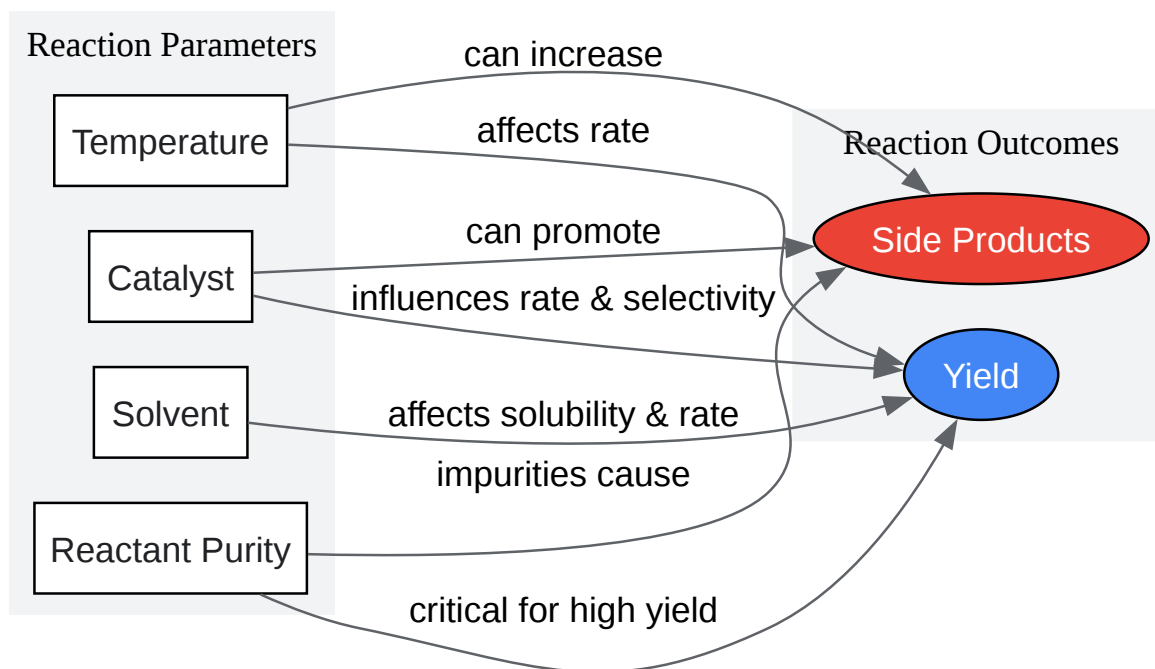 Reaction Parameters
can increase
Temperature
affects rate
Reaction Outcomes
can promote
Side Products
Catalyst
influences rate & selectivity
Yield
Solvent
affects solubility & rate
impurities cause
Reactant Purity
critical for high yield